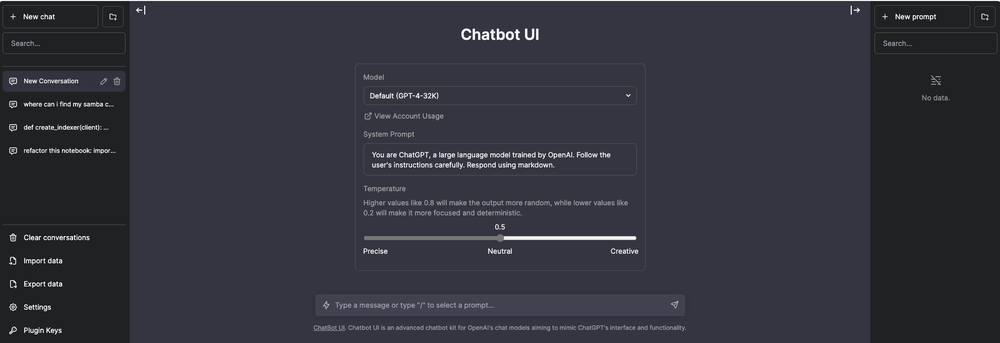 New chat
Search...
New Conversation
where can i find my samba c...
def create_indexer(client): ...
refactor this notebook: impor...
Clear conversations
Import data
Export data
Settings
Plugin Keys
Chatbot UI
Model
Default (GPT-4-32K)
View Account Usage
System Prompt
You are ChatGPT, a large language model trained by OpenAI. Follow the
user's instructions carefully. Respond using markdown.
Temperature
Higher values like 0.8 will make the output more random, while lower values like
0.2 will make it more focused and deterministic.
0.5
Precise Neutral Creative
Type a message or type "/" to select a prompt...
ChatBot UI. Chatbot UI is an advanced chatbot kit for OpenAI's chat models aiming to mimic ChatGPT's interface and functionality.
New prompt
Search...
No data.